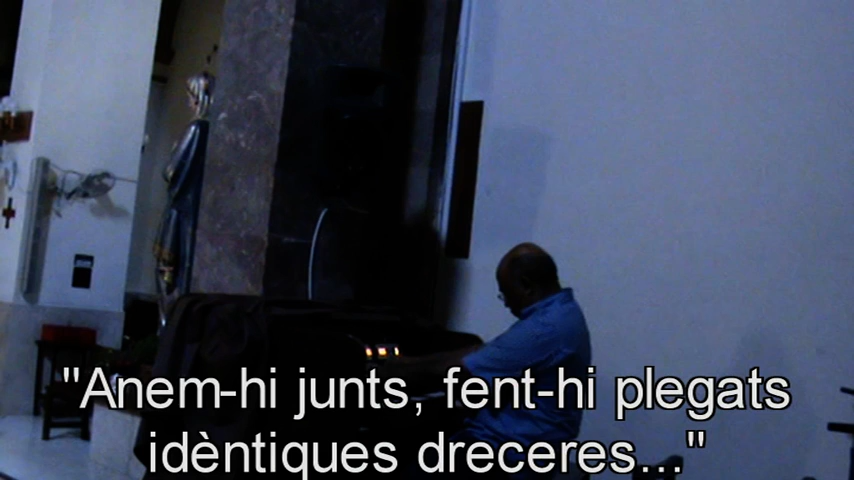 "Anem-hi junts, fent-hi plegats
idèntiques dreceres..."